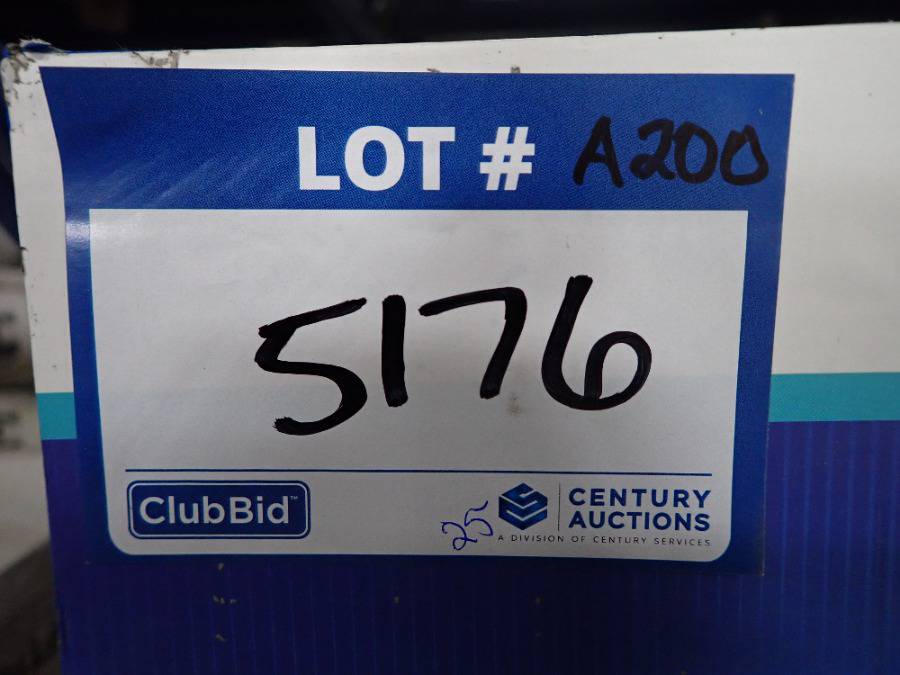 LOT # A200
5176
ClubBid™
25
CENTURY
AUCTIONS
A DIVISION OF CENTURY SERVICES